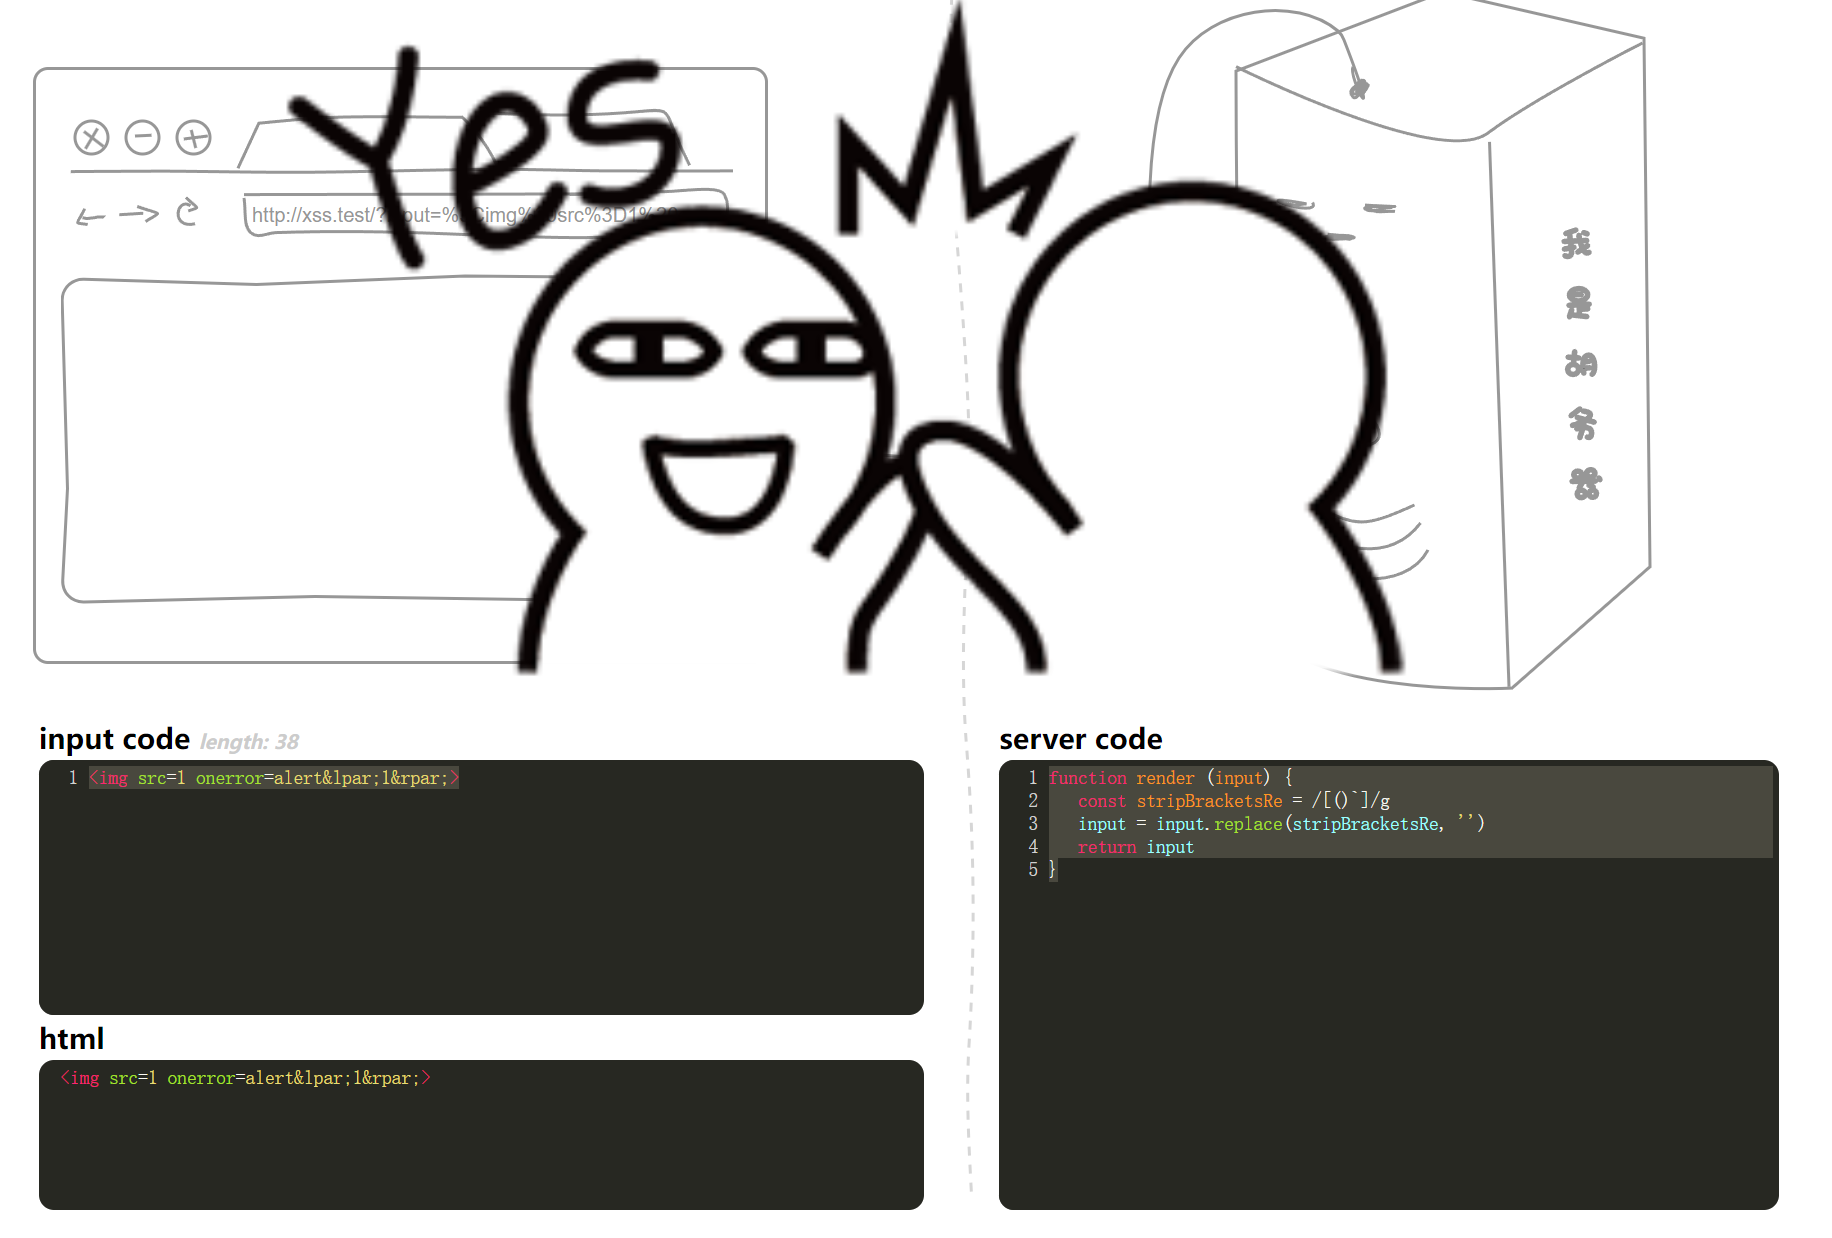 Yes
http://xss.test/?
我是胡务器
input code length: 38
1 <img src=1 onerror=alert&lpar;1&rpar;>
html
<img src=1 onerror=alert&lpar;1&rpar;>
server code
1 function render (input) {
2 const stripBracketsRe = /[()`]/g
3 input = input.replace(stripBracketsRe, '')
4 return input
5 }